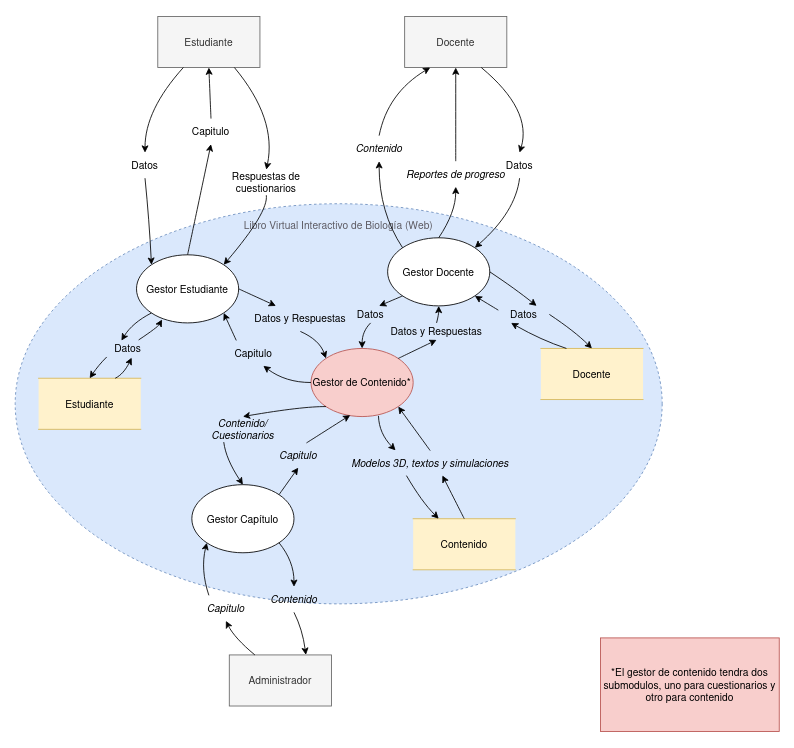 Estudiante
Docente
Capitulo
Contenido
Datos
Reportes de progreso
Datos
Respuestas de
cuestionarios
Libro Virtual Interactivo de Biología (Web)
Gestor Docente
Gestor Estudiante
Datos y Respuestas
Datos
Datos
Datos y Respuestas
Datos
Capitulo
Docente
Gestor de Contenido*
Estudiante
Contenido/
Cuestionarios
Capitulo
Modelos 3D, textos y simulaciones
Gestor Capítulo
Contenido
Capitulo
Contenido
Administrador
*El gestor de contenido tendra dos
submodulos, uno para cuestionarios y
otro para contenido